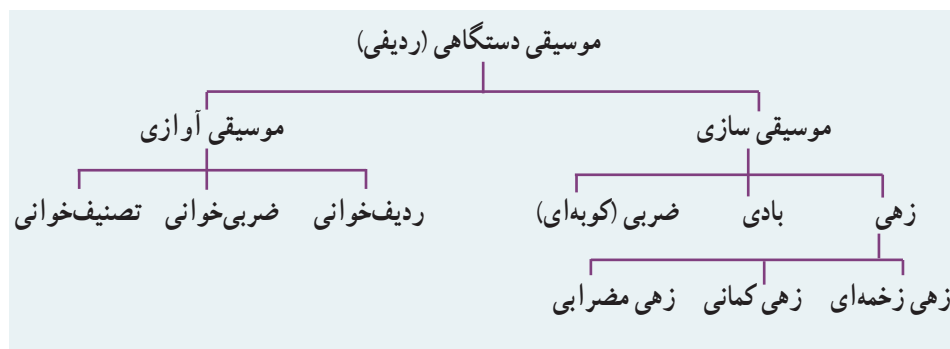 موسیقی دستگاهی (ردیفی)
موسیقی سازی موسیقی آوازی
زهی بادی ضربی (کوبه‌ای) ردیف‌خوانی ضربی‌خوانی تصنیف‌خوانی
زهی زخمه‌ای زهی کمانی زهی مضرابی